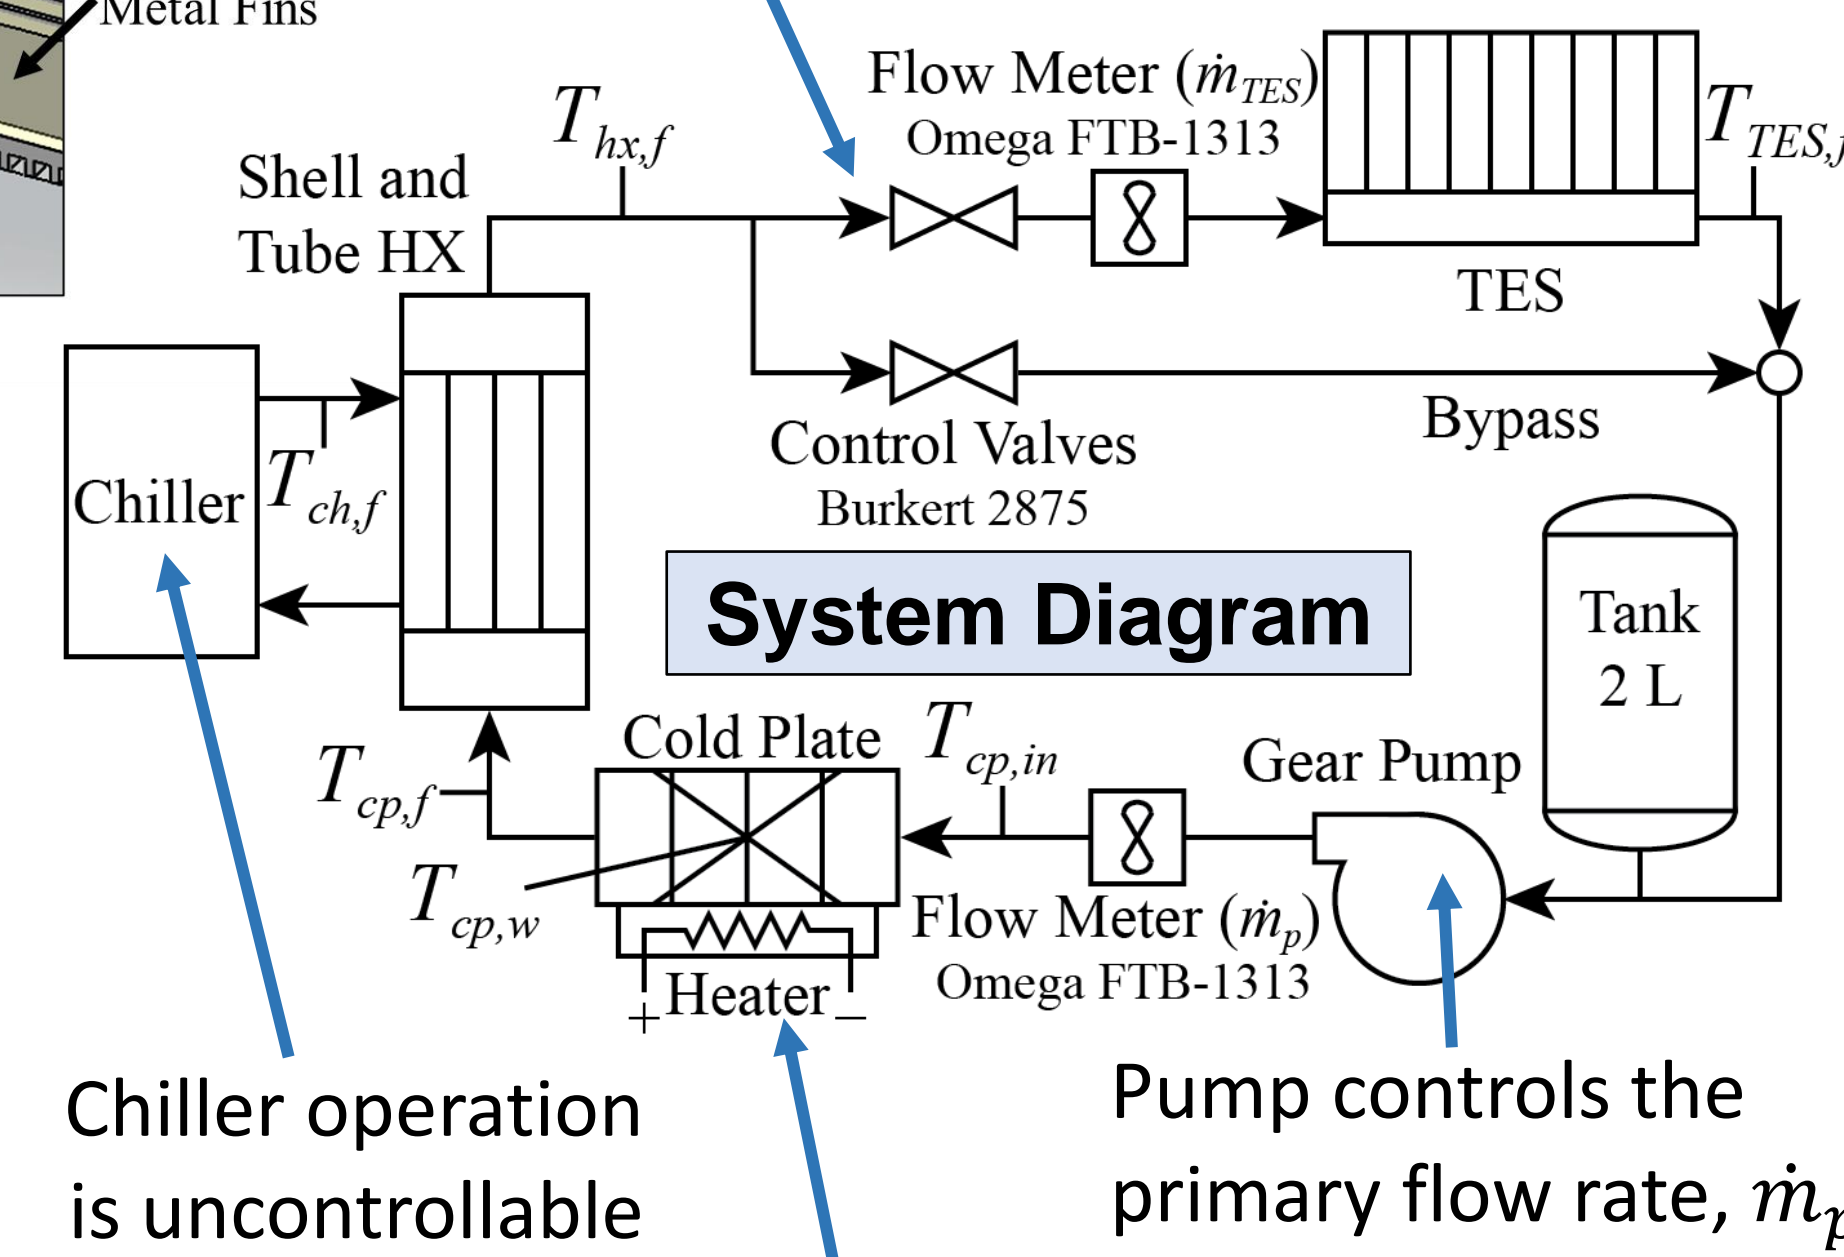 Metal Fins
Flow Meter (ṁ_TES)
Omega FTB-1313
T_hx,f
T_TES,f
Shell and
Tube HX
TES
Chiller
T_ch,f
Bypass
Control Valves
Burkert 2875
System Diagram
Tank
2 L
Cold Plate
T_cp,in
Gear Pump
T_cp,f
T_cp,w
Flow Meter (ṁ_p)
Omega FTB-1313
+ Heater −
Chiller operation
is uncontrollable
Pump controls the
primary flow rate, ṁ_p